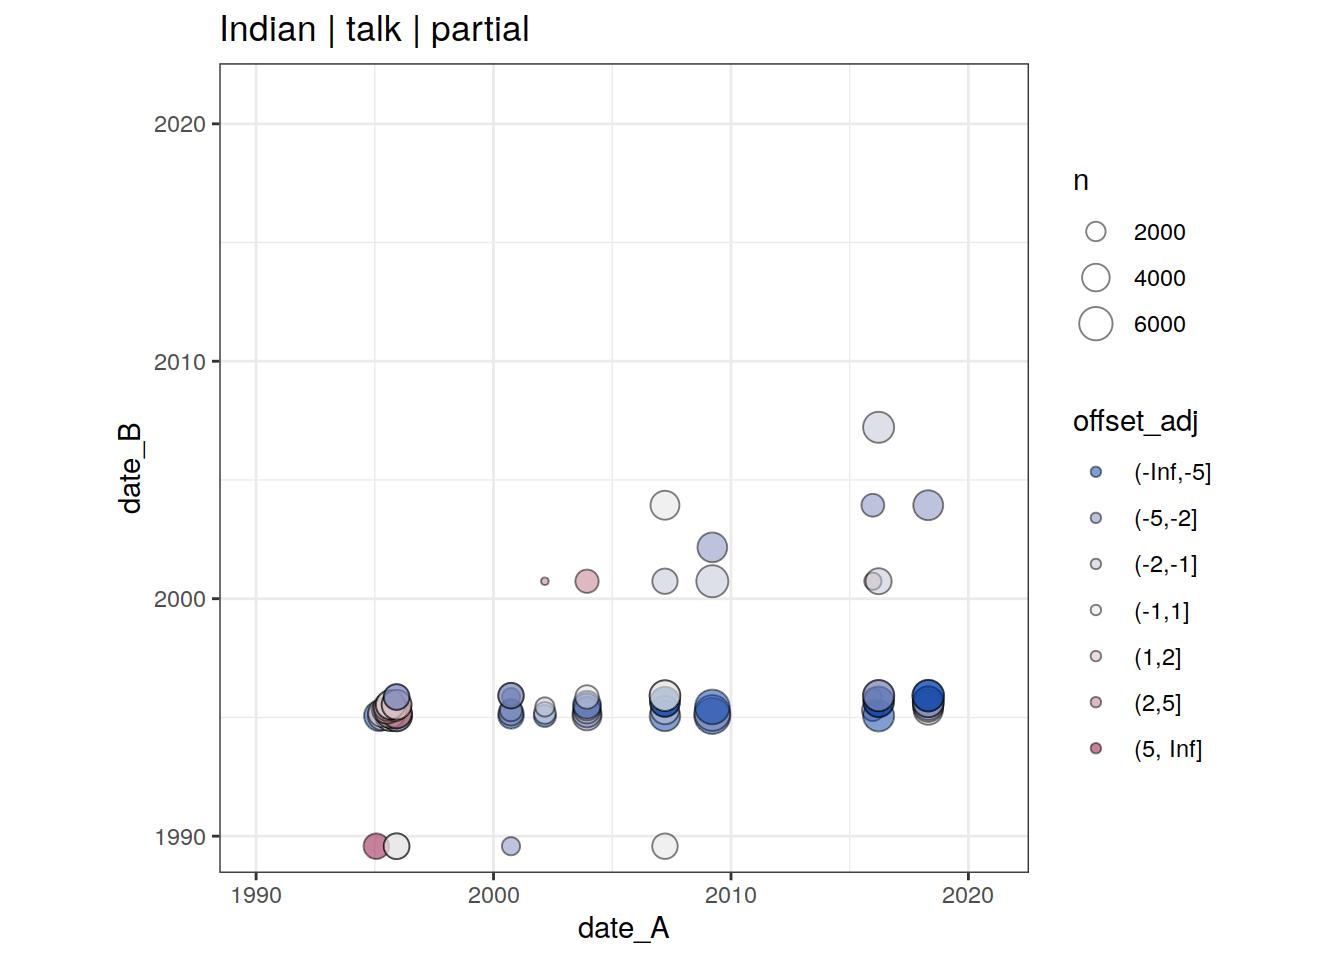 Indian | talk | partial
2020
2010
2000
1990
date_B
1990
2000
2010
2020
date_A
n
2000
4000
6000
offset_adj
(-Inf,-5]
(-5,-2]
(-2,-1]
(-1,1]
(1,2]
(2,5]
(5, Inf]